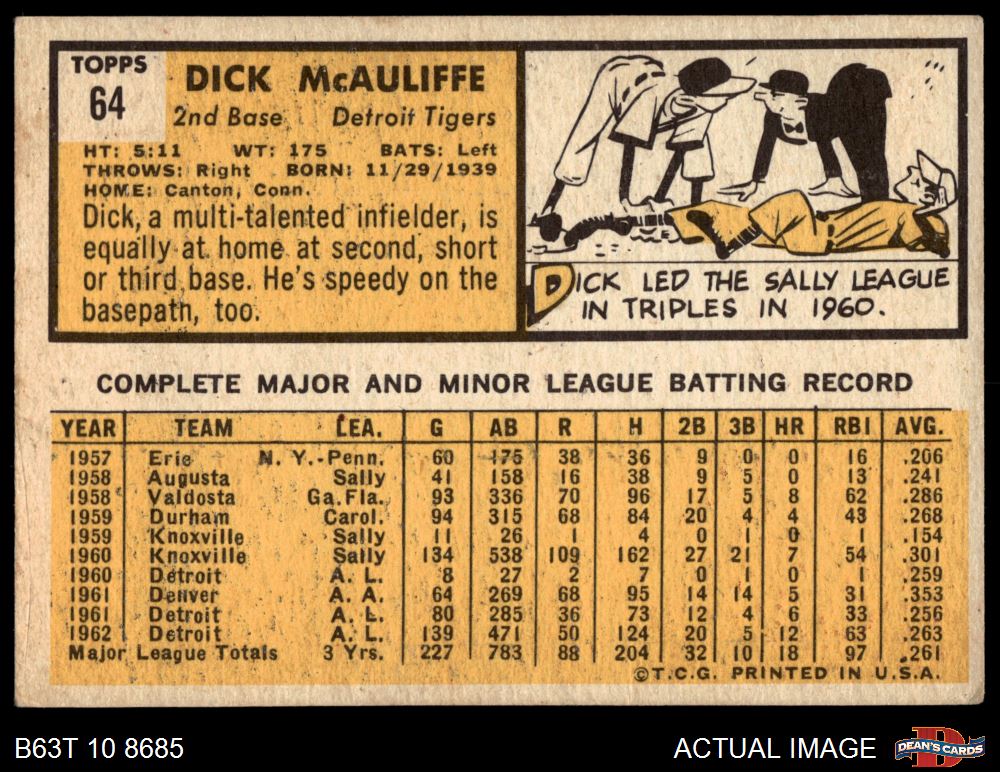 TOPPS
64
DICK McAULIFFE
2nd Base Detroit Tigers
HT: 5:11 WT: 175 BATS: Left
THROWS: Right BORN: 11/29/1939
HOME: Canton, Conn.
Dick, a multi-talented infielder, is
equally at home at second, short
or third base. He's speedy on the
basepath, too.
DICK LED THE SALLY LEAGUE
IN TRIPLES IN 1960.
COMPLETE MAJOR AND MINOR LEAGUE BATTING RECORD
YEAR TEAM LEA. G AB R H 2B 3B HR RBI AVG.
1957 Erie N. Y.-Penn. 60 175 38 36 9 0 0 16 .206
1958 Augusta Sally 41 158 16 38 9 5 0 13 .241
1958 Valdosta Ga.Fla. 93 336 70 96 17 5 8 62 .286
1959 Durham Carol. 94 315 68 84 20 4 4 43 .268
1959 Knoxville Sally 11 26 1 4 0 1 0 1 .154
1960 Knoxville Sally 134 538 109 162 27 21 7 54 .301
1960 Detroit A. L. 8 27 2 7 0 1 0 1 .259
1961 Denver A. A. 64 269 68 95 14 14 5 31 .353
1961 Detroit A. L. 80 285 36 73 12 4 6 33 .256
1962 Detroit A. L. 139 471 50 124 20 5 12 63 .263
Major League Totals 3 Yrs. 227 783 88 204 32 10 18 97 .261
©T.C.G. PRINTED IN U.S.A.
B63T 10 8685
ACTUAL IMAGE
D
DEAN'S CARDS